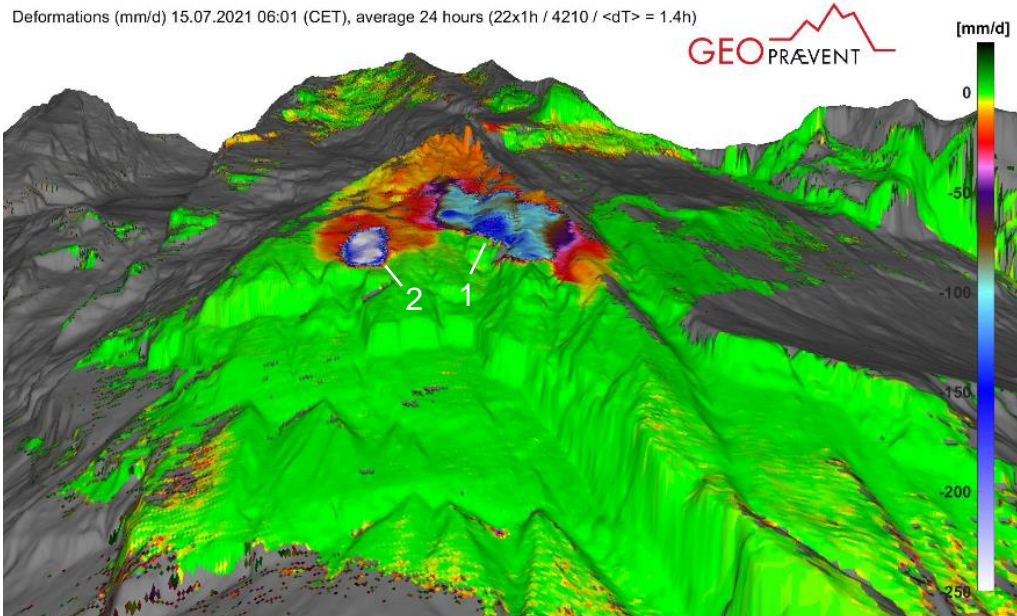 Deformations (mm/d) 15.07.2021 06:01 (CET), average 24 hours (22x1h / 4210 / <dT> = 1.4h)
GEO PRÆVENT
[mm/d]
0
-50
-100
-150
-200
-250
2
1